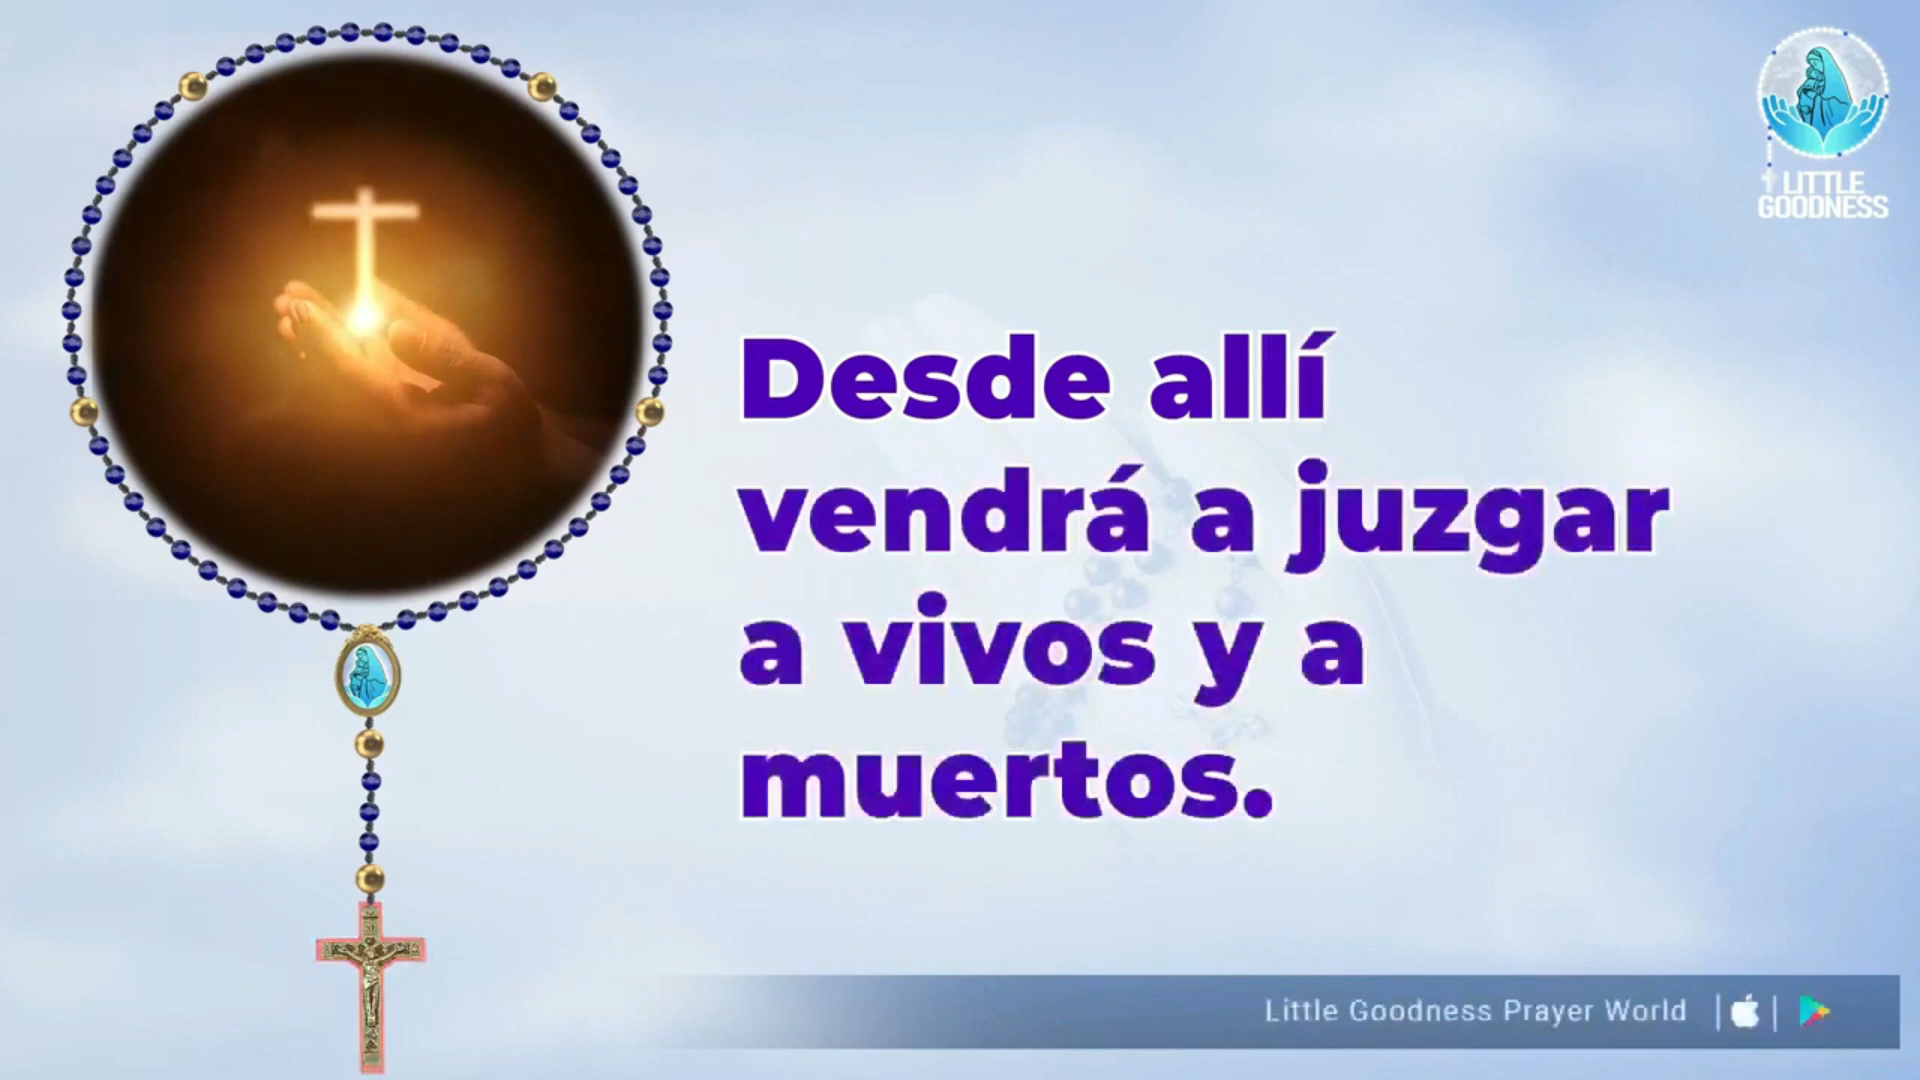 LITTLE
GOODNESS
Desde allí
vendrá a juzgar
a vivos y a
muertos.
Little Goodness Prayer World